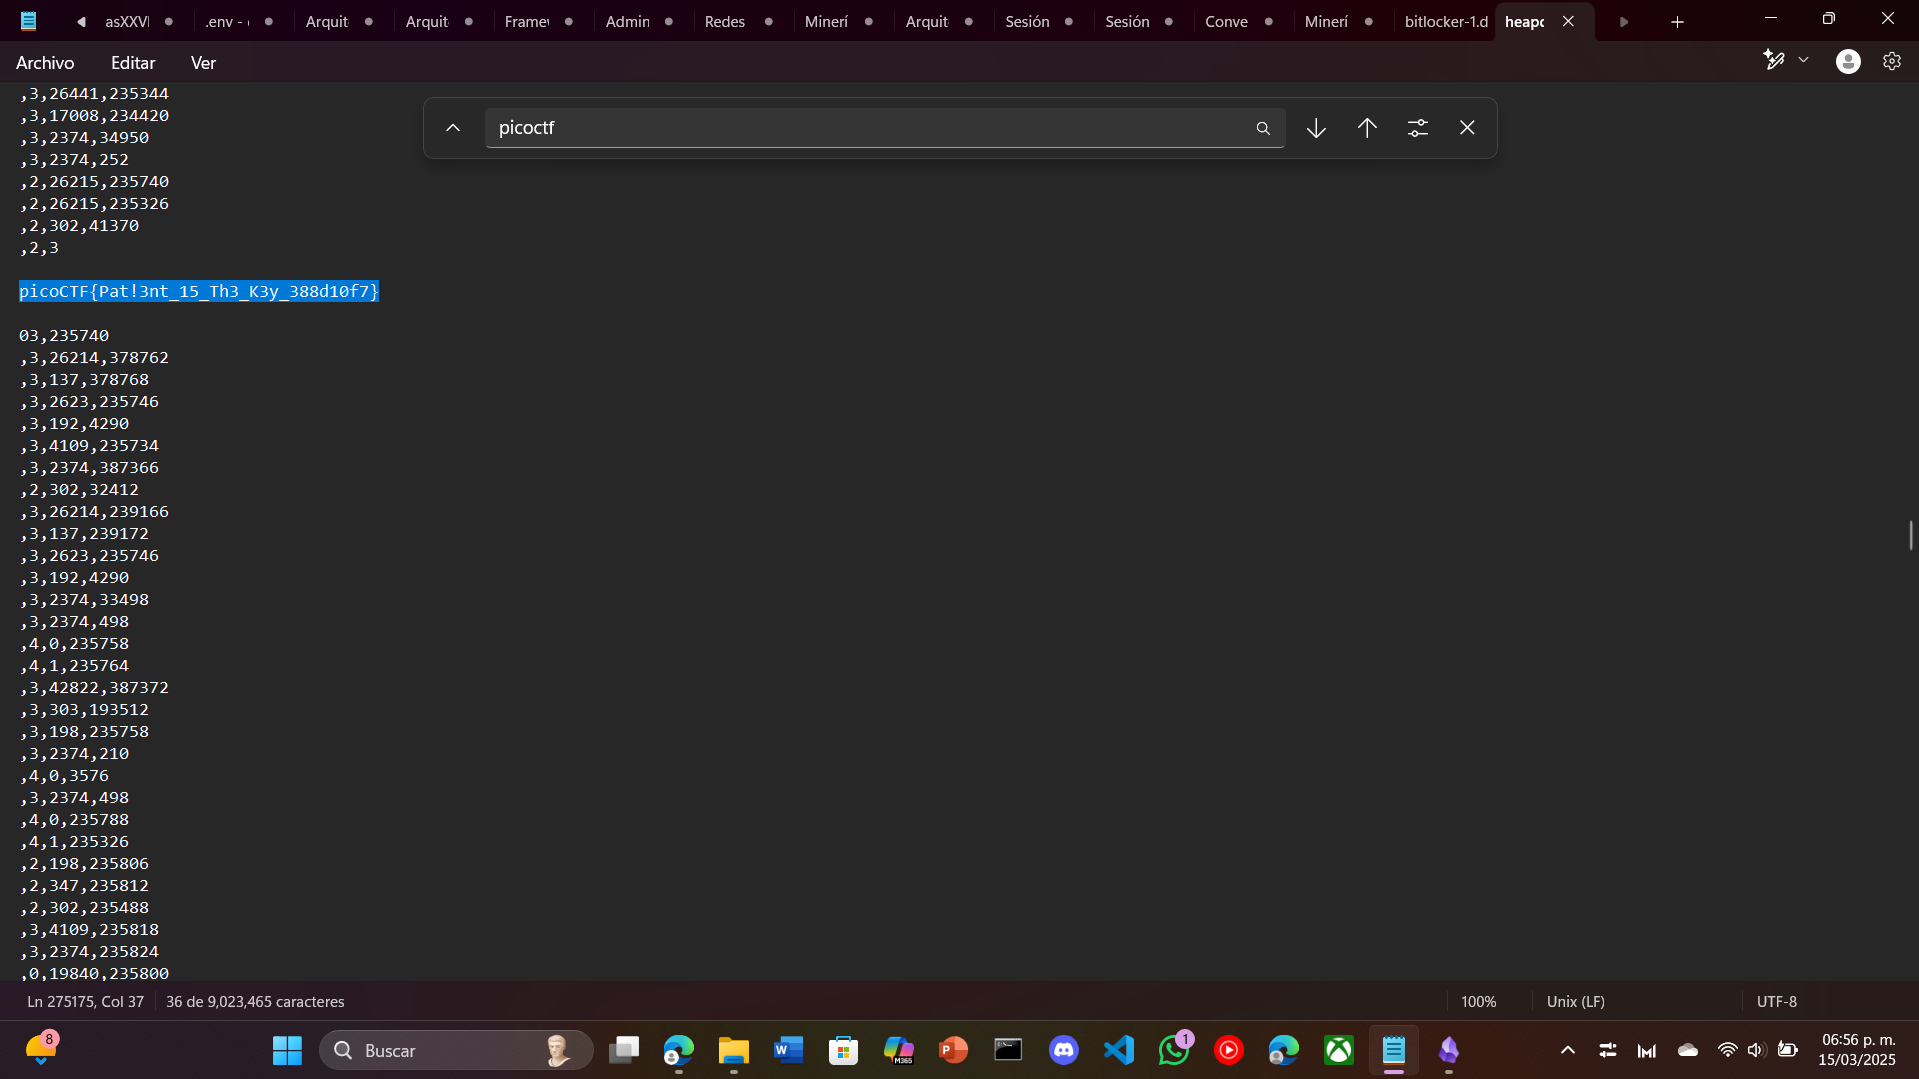 asXXV
.env -
Arquit
Arquit
Framev
Admin
Redes
Minerí
Arquit
Sesión
Sesión
Conve
Minerí
bitlocker-1.d
heapd
Archivo
Editar
Ver
picoctf
,3,26441,235344
,3,17008,234420
,3,2374,34950
,3,2374,252
,2,26215,235740
,2,26215,235326
,2,302,41370
,2,3
picoCTF{Pat!3nt_15_Th3_K3y_388d10f7}
03,235740
,3,26214,378762
,3,137,378768
,3,2623,235746
,3,192,4290
,3,4109,235734
,3,2374,387366
,2,302,32412
,3,26214,239166
,3,137,239172
,3,2623,235746
,3,192,4290
,3,2374,33498
,3,2374,498
,4,0,235758
,4,1,235764
,3,42822,387372
,3,303,193512
,3,198,235758
,3,2374,210
,4,0,3576
,3,2374,498
,4,0,235788
,4,1,235326
,2,198,235806
,2,347,235812
,2,302,235488
,3,4109,235818
,3,2374,235824
,0,19840,235800
Ln 275175, Col 37
36 de 9,023,465 caracteres
100%
Unix (LF)
UTF-8
8
Buscar
M365
1
06:56 p. m.
15/03/2025